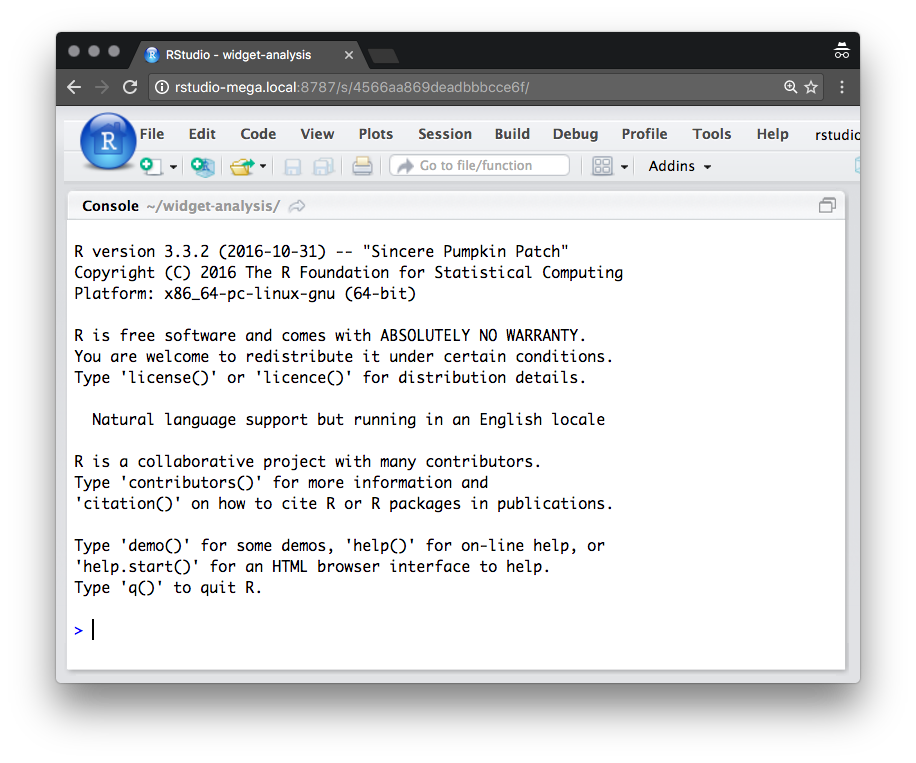 RStudio - widget-analysis
rstudio-mega.local:8787/s/4566aa869deadbbbcce6f/
R
File Edit Code View Plots Session Build Debug Profile Tools Help rstudio
Go to file/function
Addins
Console ~/widget-analysis/
R version 3.3.2 (2016-10-31) -- "Sincere Pumpkin Patch"
Copyright (C) 2016 The R Foundation for Statistical Computing
Platform: x86_64-pc-linux-gnu (64-bit)
R is free software and comes with ABSOLUTELY NO WARRANTY.
You are welcome to redistribute it under certain conditions.
Type 'license()' or 'licence()' for distribution details.
Natural language support but running in an English locale
R is a collaborative project with many contributors.
Type 'contributors()' for more information and
'citation()' on how to cite R or R packages in publications.
Type 'demo()' for some demos, 'help()' for on-line help, or
'help.start()' for an HTML browser interface to help.
Type 'q()' to quit R.
>